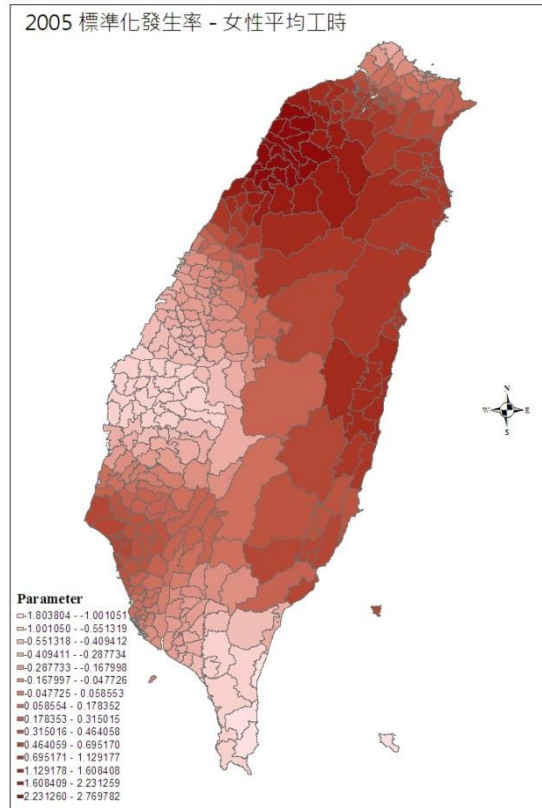 2005 標準化發生率 - 女性平均工時
N
W E
S
Parameter
-1.803804 - -1.001051
-1.001050 - -0.551319
-0.551318 - -0.409412
-0.409411 - -0.287734
-0.287733 - -0.167998
-0.167997 - -0.047726
-0.047725 - 0.058553
0.058554 - 0.178352
0.178353 - 0.315015
0.315016 - 0.464058
0.464059 - 0.695170
0.695171 - 1.129177
1.129178 - 1.608408
1.608409 - 2.231259
2.231260 - 2.769782